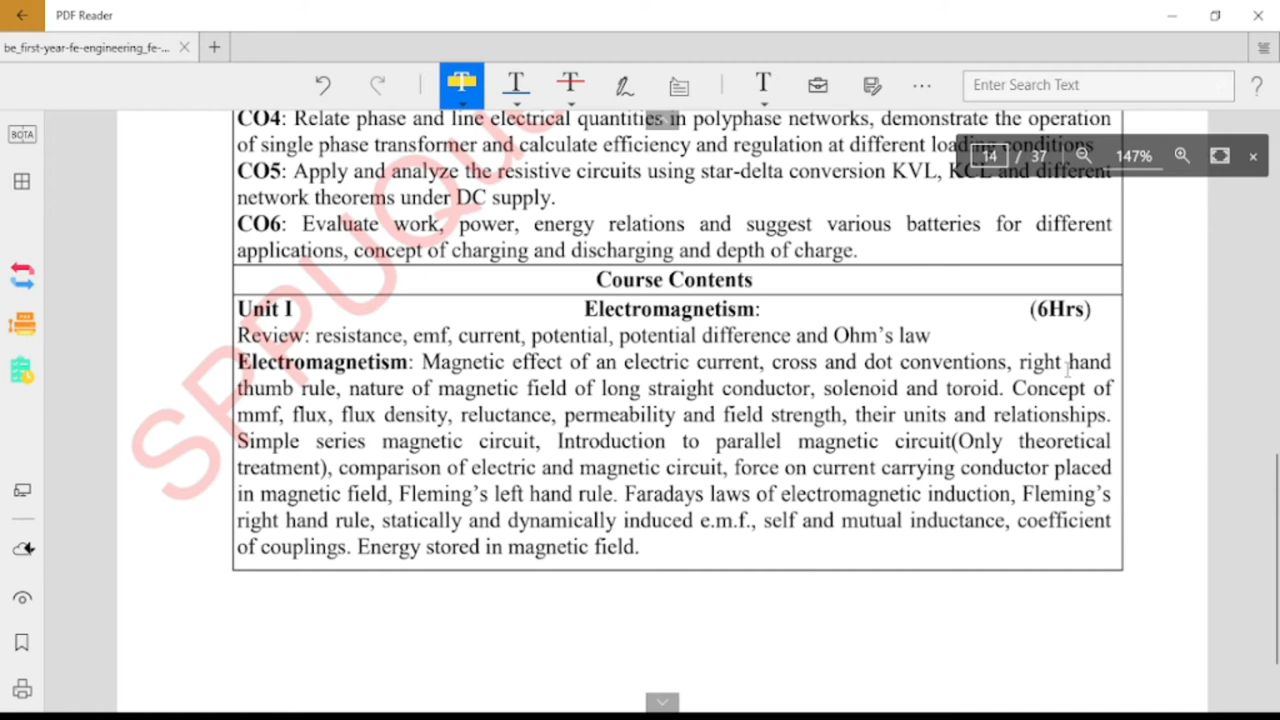 PDF Reader
be_first-year-fe-engineering_fe-...
T T T T ... Enter Search Text ?
BOTA
14 / 37 147%
CO4: Relate phase and line electrical quantities in polyphase networks, demonstrate the operation
of single phase transformer and calculate efficiency and regulation at different loading conditions
CO5: Apply and analyze the resistive circuits using star-delta conversion KVL, KCL and different
network theorems under DC supply.
CO6: Evaluate work, power, energy relations and suggest various batteries for different
applications, concept of charging and discharging and depth of charge.
Course Contents
Unit I Electromagnetism: (6Hrs)
Review: resistance, emf, current, potential, potential difference and Ohm's law
Electromagnetism: Magnetic effect of an electric current, cross and dot conventions, right hand
thumb rule, nature of magnetic field of long straight conductor, solenoid and toroid. Concept of
mmf, flux, flux density, reluctance, permeability and field strength, their units and relationships.
Simple series magnetic circuit, Introduction to parallel magnetic circuit(Only theoretical
treatment), comparison of electric and magnetic circuit, force on current carrying conductor placed
in magnetic field, Fleming's left hand rule. Faradays laws of electromagnetic induction, Fleming's
right hand rule, statically and dynamically induced e.m.f., self and mutual inductance, coefficient
of couplings. Energy stored in magnetic field.